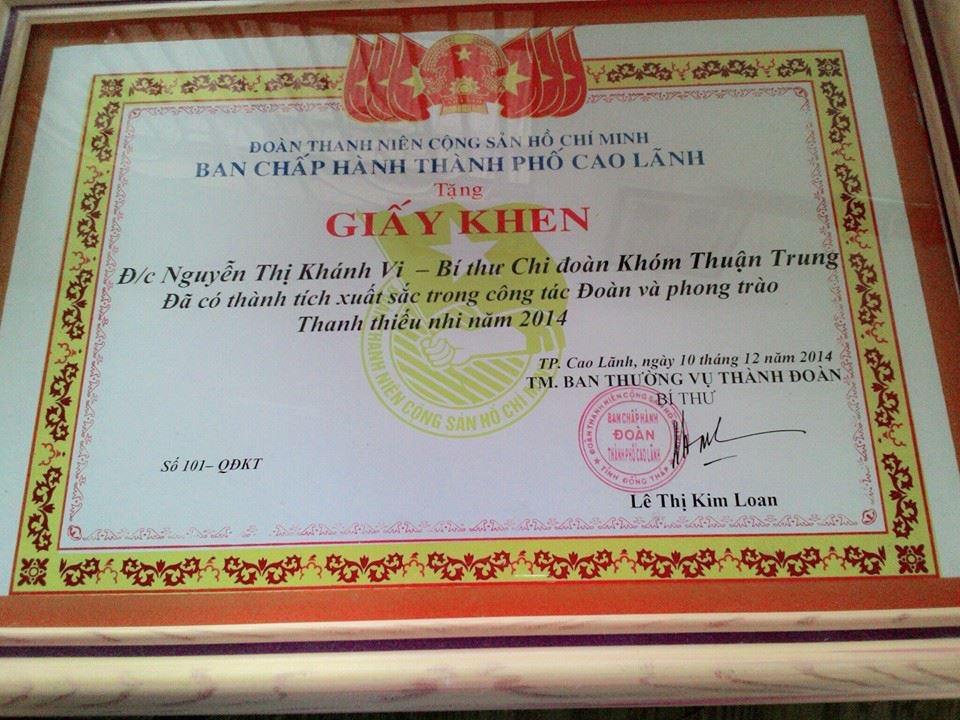 ĐOÀN THANH NIÊN CỘNG SẢN HỒ CHÍ MINH
BAN CHẤP HÀNH THÀNH PHỐ CAO LÃNH
Tặng
GIẤY KHEN
Đ/c Nguyễn Thị Khánh Vi – Bí thư Chi đoàn Khóm Thuận Trung
Đã có thành tích xuất sắc trong công tác Đoàn và phong trào
Thanh thiếu nhi năm 2014
THANH NIÊN CỘNG SẢN HỒ CHÍ
TP. Cao Lãnh, ngày 10 tháng 12 năm 2014
TM. BAN THƯỜNG VỤ THÀNH ĐOÀN
BÍ THƯ
ĐOÀN THANH NIÊN CỘNG SẢN
BAN CHẤP HÀNH
ĐOÀN
THÀNH PHỐ CAO LÃNH
TỈNH ĐỒNG THÁP
Số 101– QĐKT
Lê Thị Kim Loan